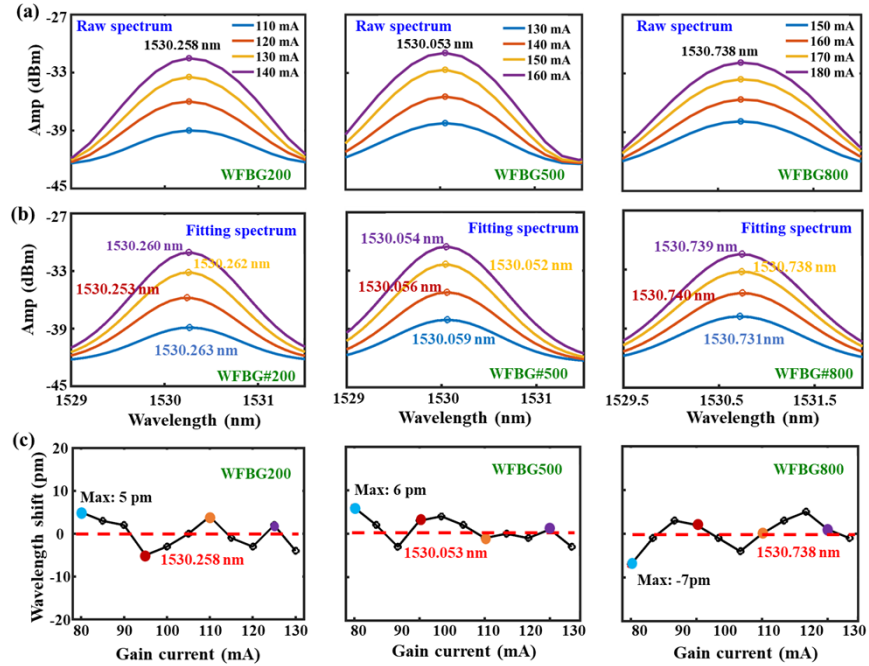 (a)
-27
-33
-39
-45
Amp (dBm)
Raw spectrum
1530.258 nm
110 mA
120 mA
130 mA
140 mA
WFBG200
Raw spectrum
1530.053 nm
130 mA
140 mA
150 mA
160 mA
WFBG500
Raw spectrum
1530.738 nm
150 mA
160 mA
170 mA
180 mA
WFBG800
(b)
-27
-33
-39
-45
Amp (dBm)
Fitting spectrum
1530.260 nm
1530.262 nm
1530.253 nm
1530.263 nm
WFBG#200
1529 1530 1531
Wavelength (nm)
Fitting spectrum
1530.054 nm
1530.052 nm
1530.056 nm
1530.059 nm
WFBG#500
1529 1530 1531
Wavelength (nm)
Fitting spectrum
1530.739 nm
1530.738 nm
1530.740 nm
1530.731nm
WFBG#800
1529.5 1530.5 1531.5
Wavelength (nm)
(c)
20
10
0
-10
-20
Wavelength shift (pm)
WFBG200
Max: 5 pm
1530.258 nm
80 90 100 110 120 130
Gain current (mA)
WFBG500
Max: 6 pm
1530.053 nm
80 90 100 110 120 130
Gain current (mA)
WFBG800
Max: -7pm
1530.738 nm
80 90 100 110 120 130
Gain current (mA)